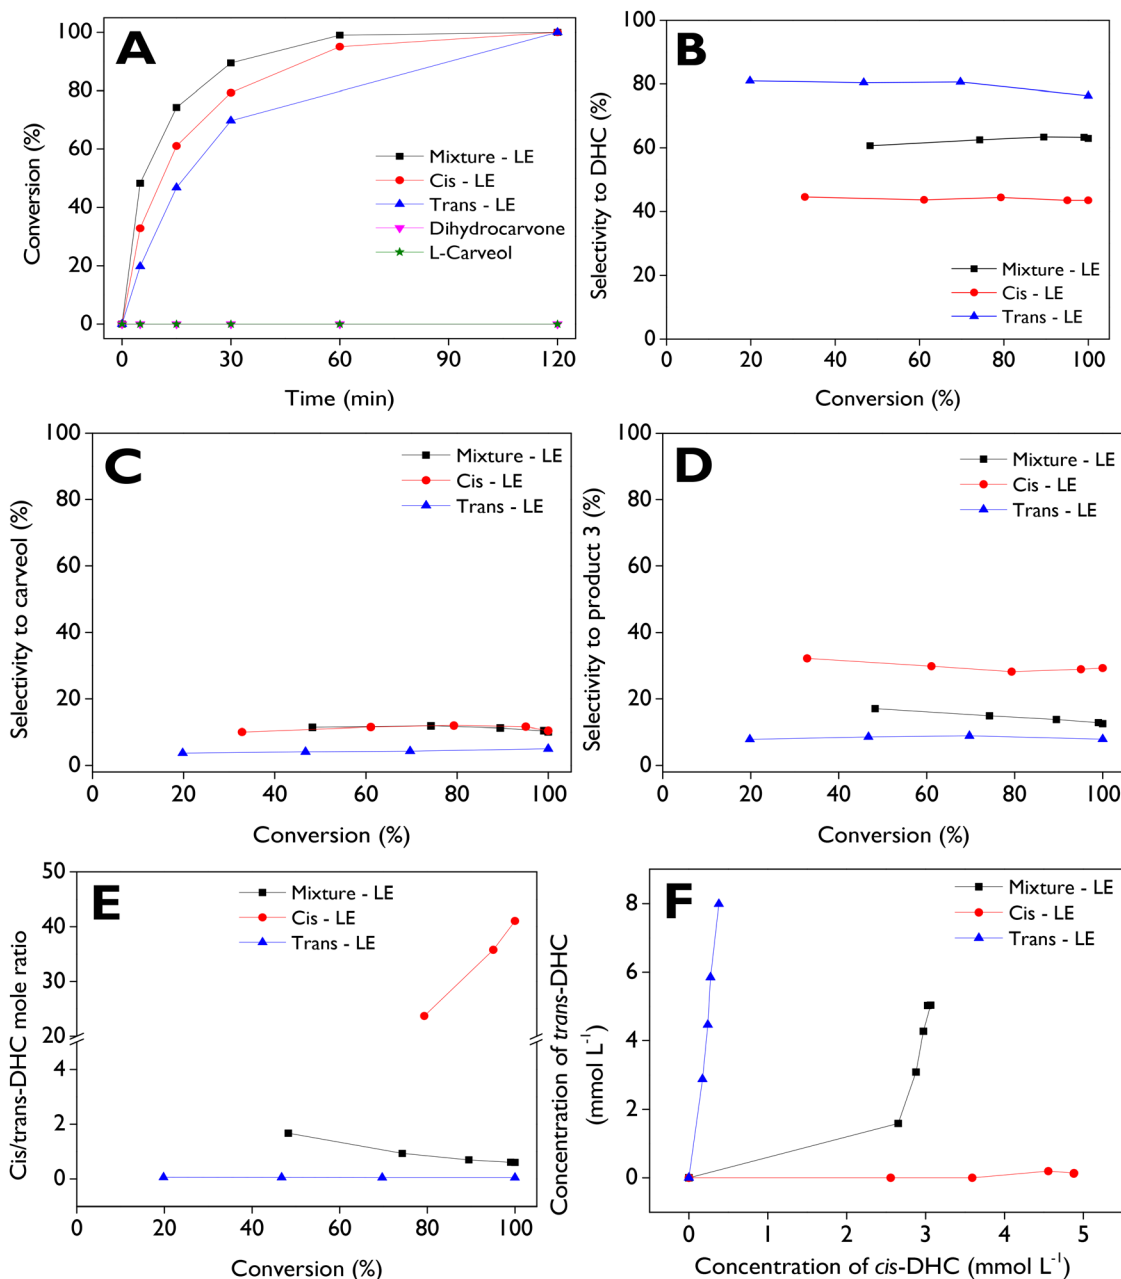 A
Conversion (%)
100
80
60
40
20
0
Mixture - LE
Cis - LE
Trans - LE
Dihydrocarvone
L-Carveol
0 30 60 90 120
Time (min)
B
Selectivity to DHC (%)
100
80
60
40
20
0
Mixture - LE
Cis - LE
Trans - LE
0 20 40 60 80 100
Conversion (%)
C
Selectivity to carveol (%)
100
80
60
40
20
0
Mixture - LE
Cis - LE
Trans - LE
0 20 40 60 80 100
Conversion (%)
D
Selectivity to product 3 (%)
100
80
60
40
20
0
Mixture - LE
Cis - LE
Trans - LE
0 20 40 60 80 100
Conversion (%)
E
Cis/trans-DHC mole ratio
50
40
30
20
4
2
0
Mixture - LE
Cis - LE
Trans - LE
0 20 40 60 80 100
Conversion (%)
F
Concentration of trans-DHC
(mmol L⁻¹)
8
6
4
2
0
Mixture - LE
Cis - LE
Trans - LE
0 1 2 3 4 5
Concentration of cis-DHC (mmol L⁻¹)